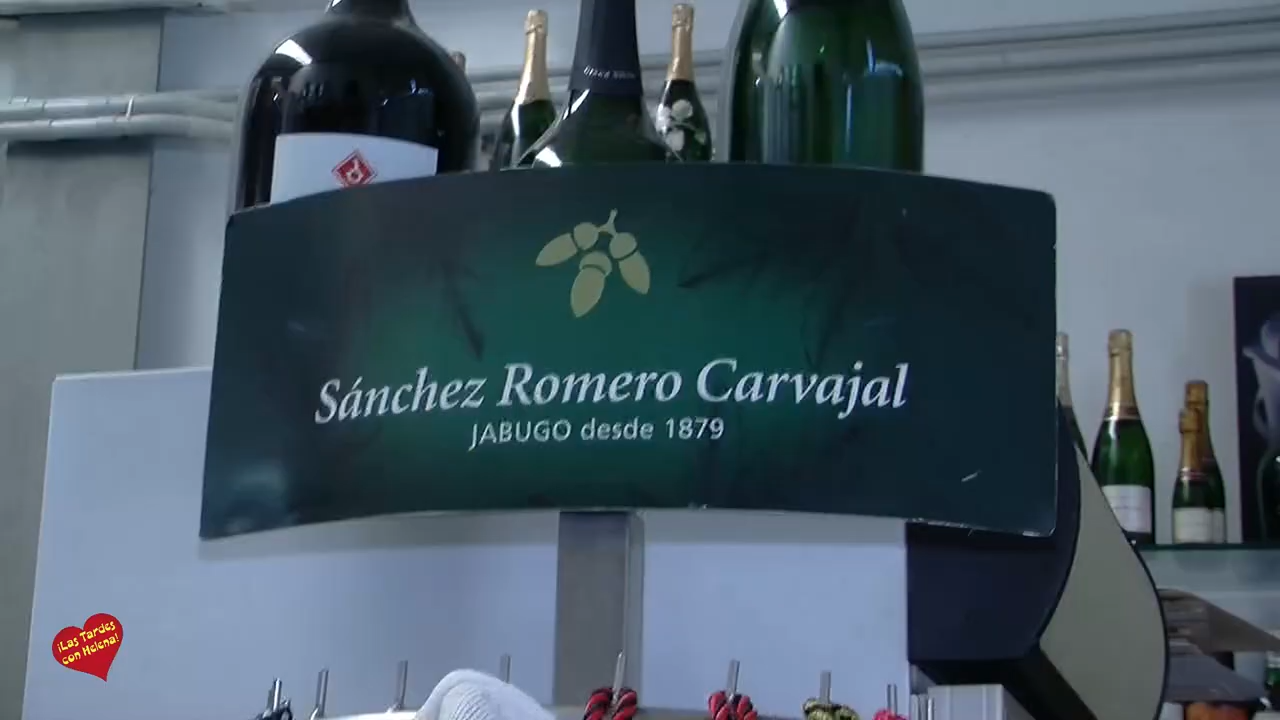 Sánchez Romero Carvajal
JABUGO desde 1879
¡Las Tardes
con Helena!